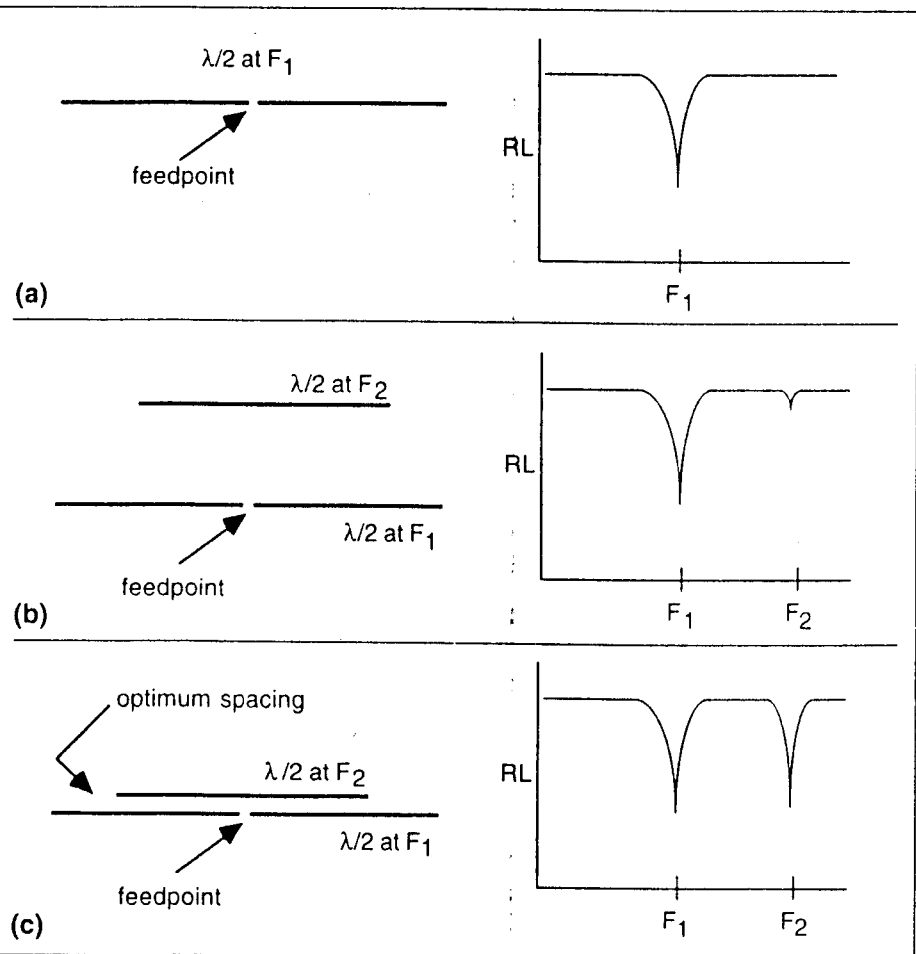 λ/2 at F1
feedpoint
(a)
RL
F1
λ/2 at F2
λ/2 at F1
feedpoint
(b)
RL
F1 F2
optimum spacing
λ/2 at F2
λ/2 at F1
feedpoint
(c)
RL
F1 F2